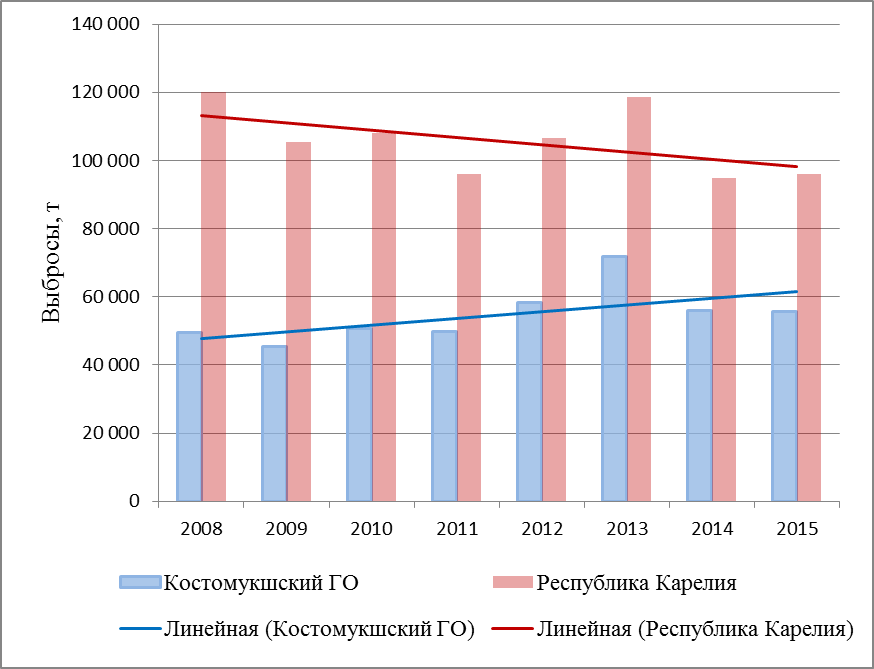 140 000
120 000
100 000
80 000
60 000
40 000
20 000
0
Выбросы, т
2008 2009 2010 2011 2012 2013 2014 2015
Костомукшский ГО Республика Карелия
Линейная (Костомукшский ГО) Линейная (Республика Карелия)